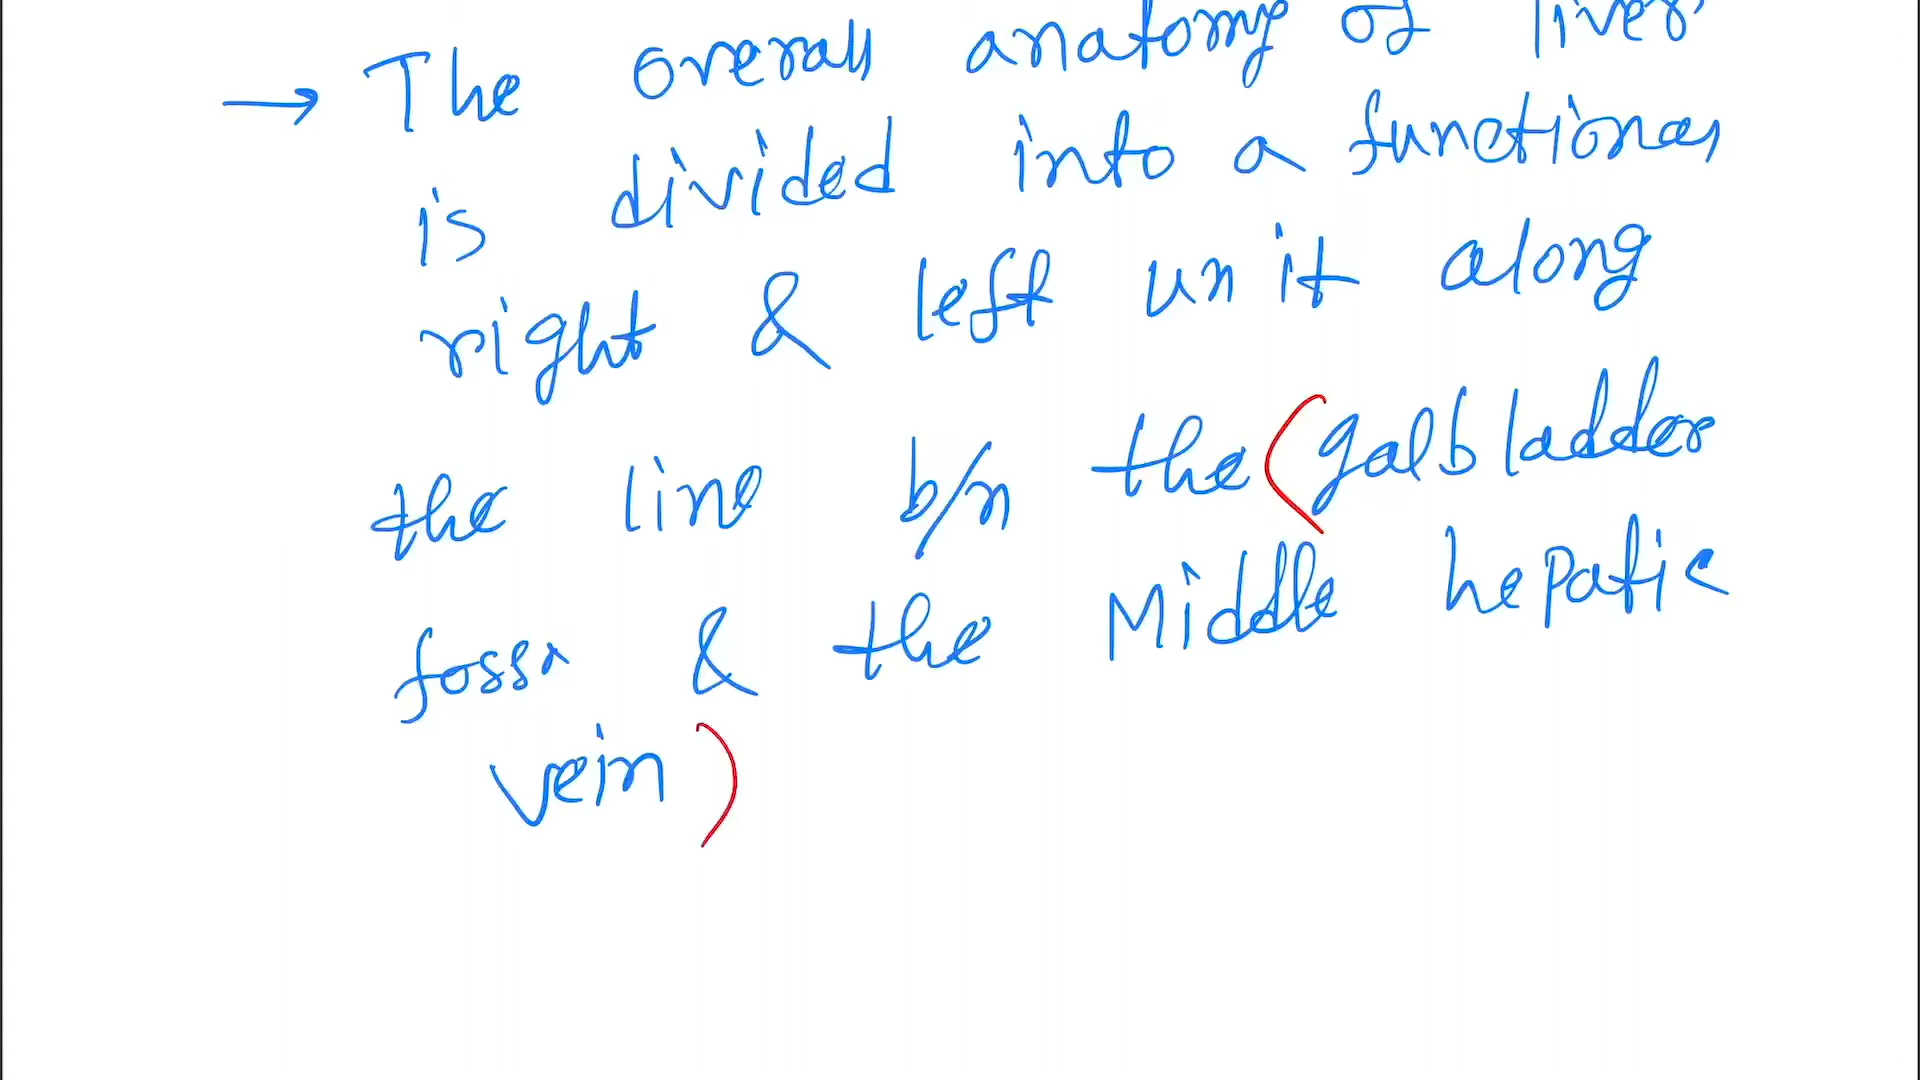 → The overall anatomy of liver
is divided into a functional
right & left unit along
the line b/n the (galbladder
fossa & the Middle hepatic
vein)